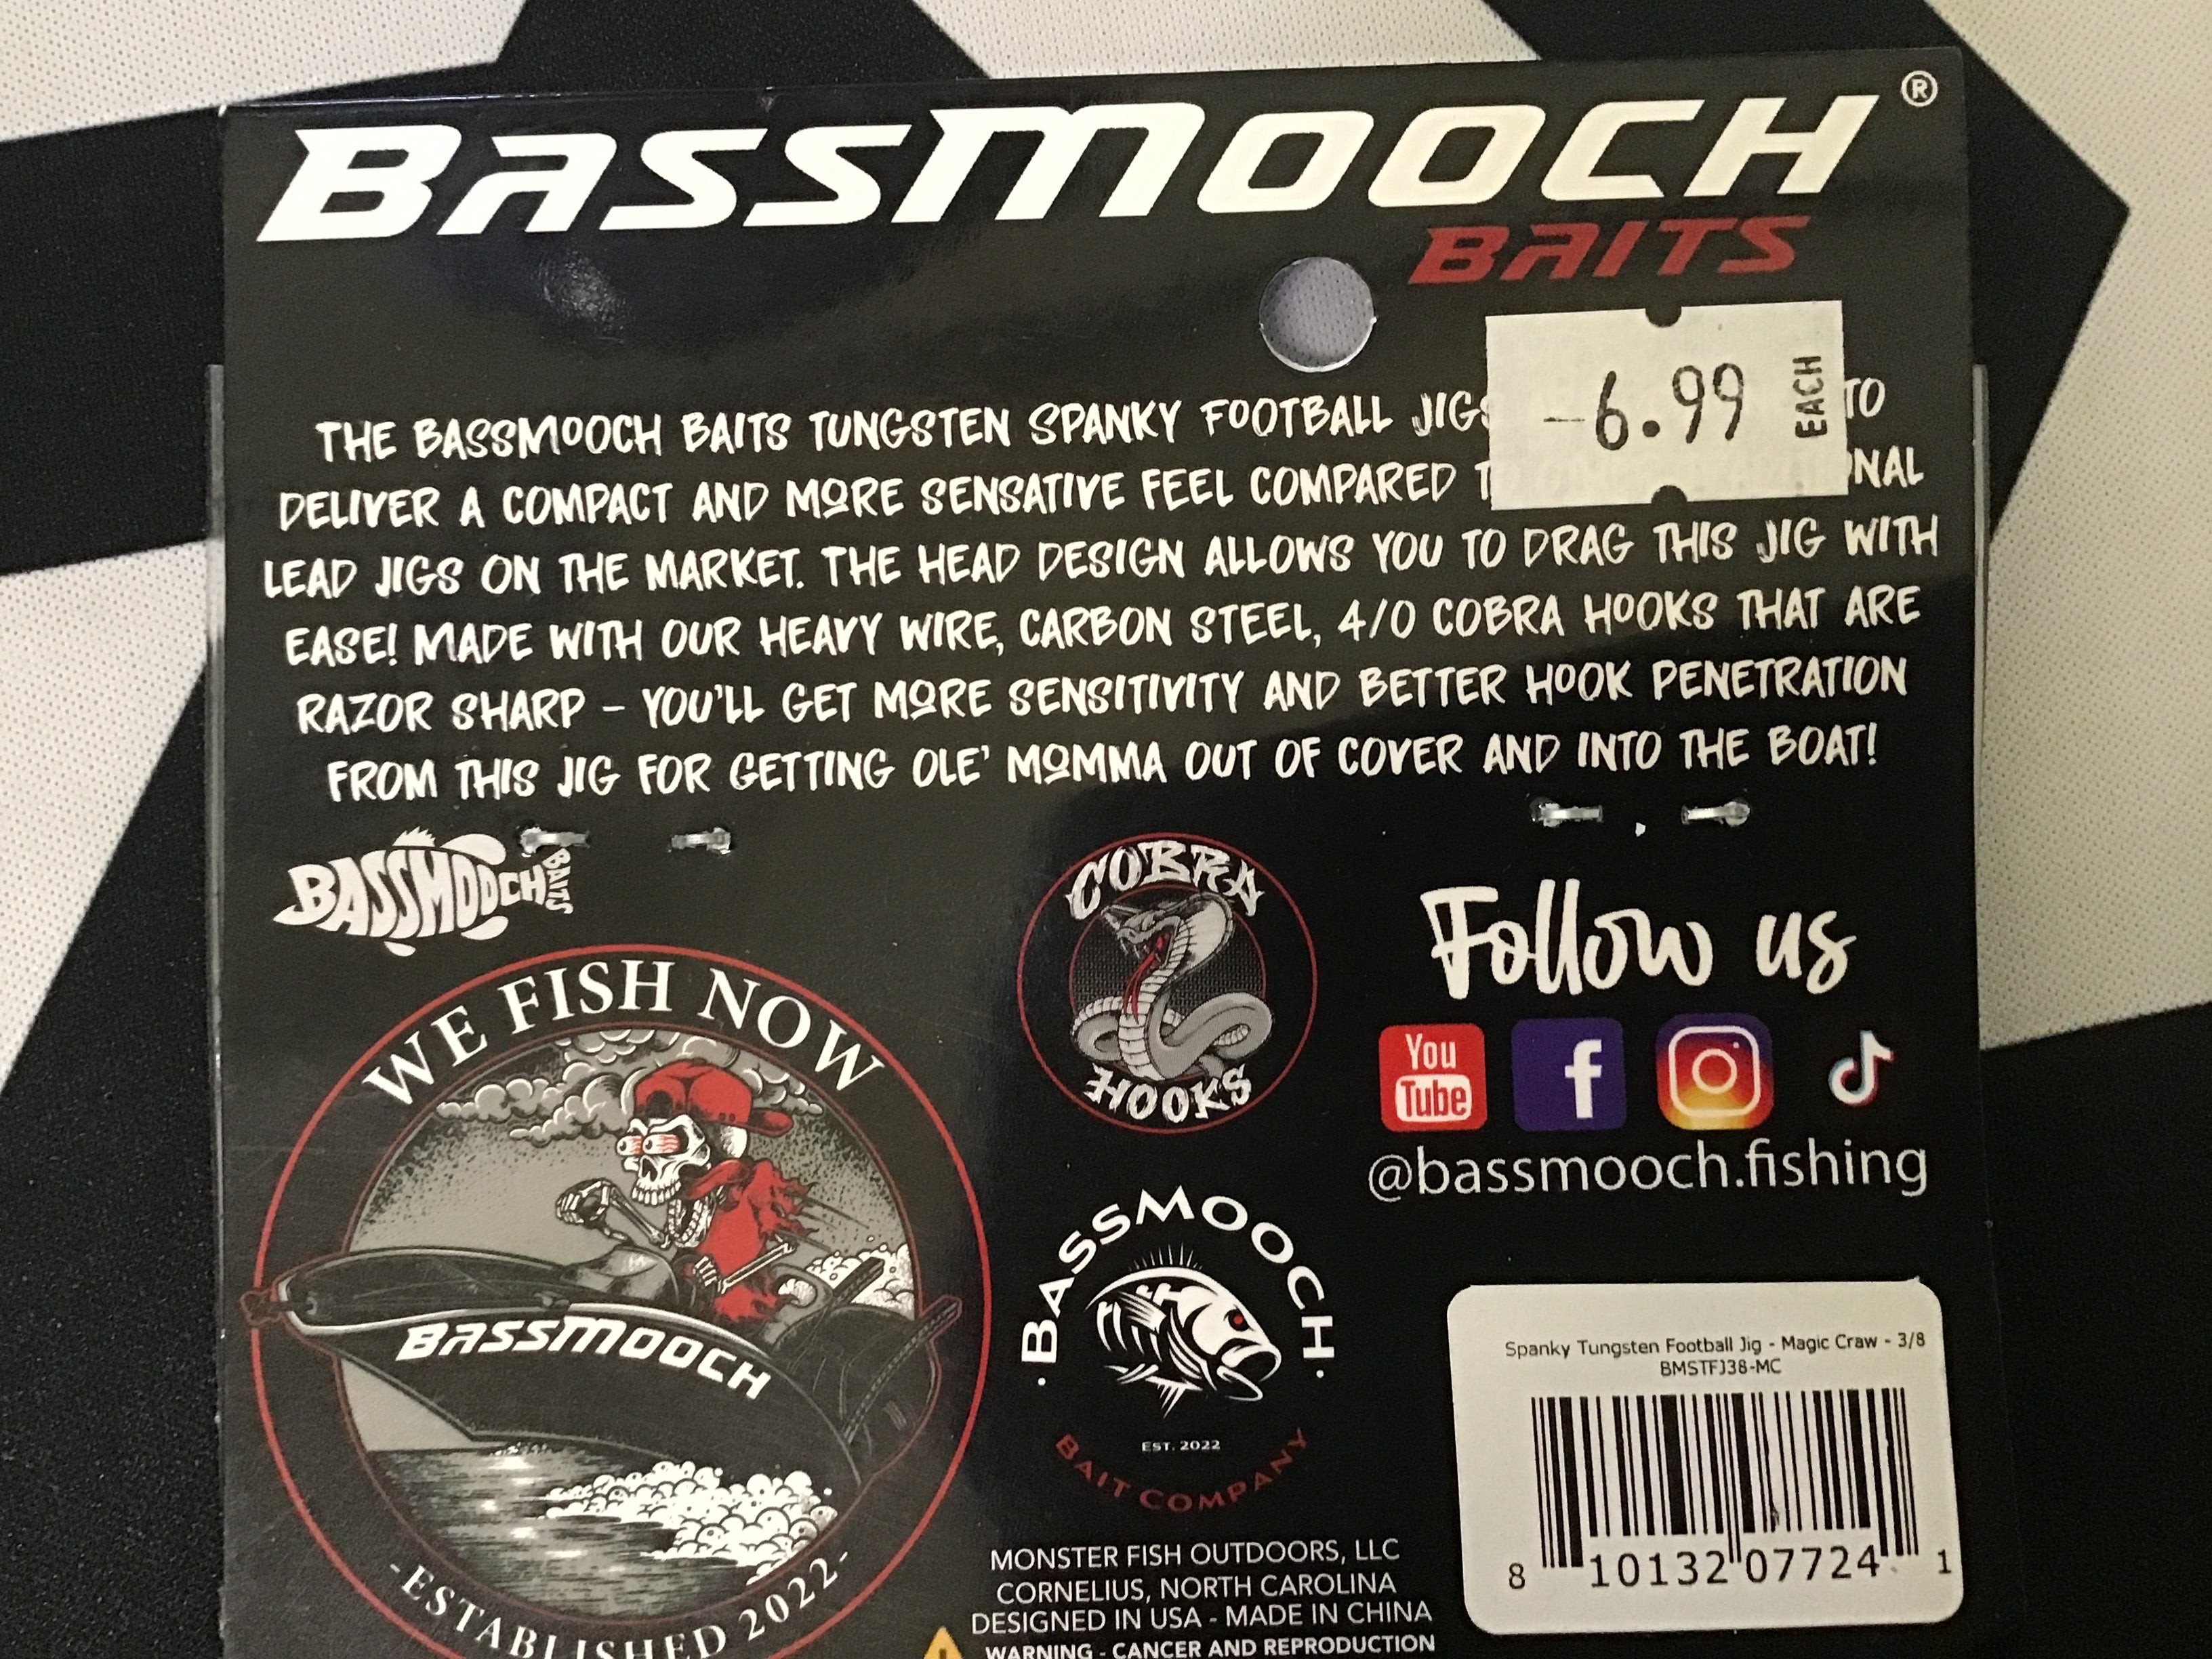 BASSMOOCH ®
BAITS
-6.99 EACH
THE BASSMOOCH BAITS TUNGSTEN SPANKY FOOTBALL JIGS TO
DELIVER A COMPACT AND MORE SENSATIVE FEEL COMPARED
LEAD JIGS ON THE MARKET. THE HEAD DESIGN ALLOWS YOU TO DRAG THIS JIG WITH
EASE! MADE WITH OUR HEAVY WIRE, CARBON STEEL, 4/0 COBRA HOOKS THAT ARE
RAZOR SHARP – YOU'LL GET MORE SENSITIVITY AND BETTER HOOK PENETRATION
FROM THIS JIG FOR GETTING OLE' MOMMA OUT OF COVER AND INTO THE BOAT!
BASSMOOCH BAITS
WE FISH NOW
BASSMOOCH
-ESTABLISHED 2022-
COBRA
HOOKS
Follow us
You
Tube
f
@bassmooch.fishing
·BASSMOOCH·
EST. 2022
BAIT COMPANY
MONSTER FISH OUTDOORS, LLC
CORNELIUS, NORTH CAROLINA
DESIGNED IN USA - MADE IN CHINA
WARNING - CANCER AND REPRODUCTION
Spanky Tungsten Football Jig - Magic Craw - 3/8
BMSTFJ38-MC
8 10132 07724 1